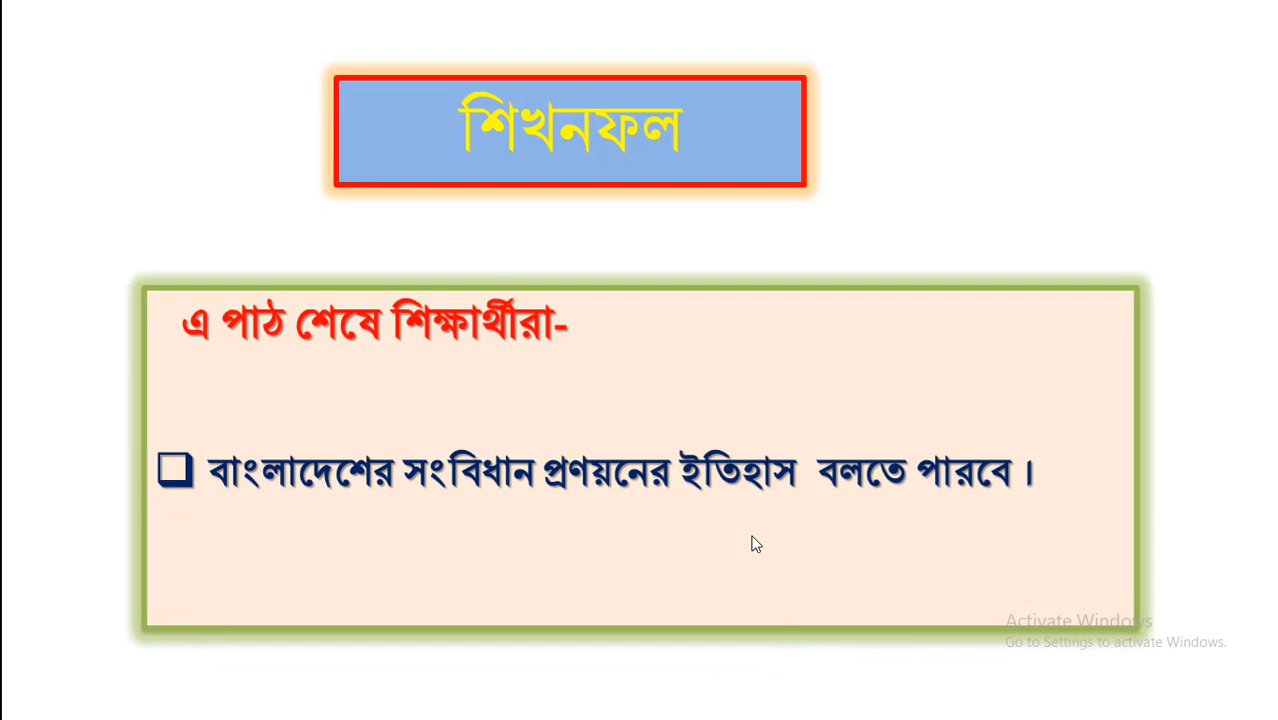 শিখনফল
এ পাঠ শেষে শিক্ষার্থীরা-
বাংলাদেশের সংবিধান প্রণয়নের ইতিহাস বলতে পারবে ।
Activate Windows
Go to Settings to activate Windows.